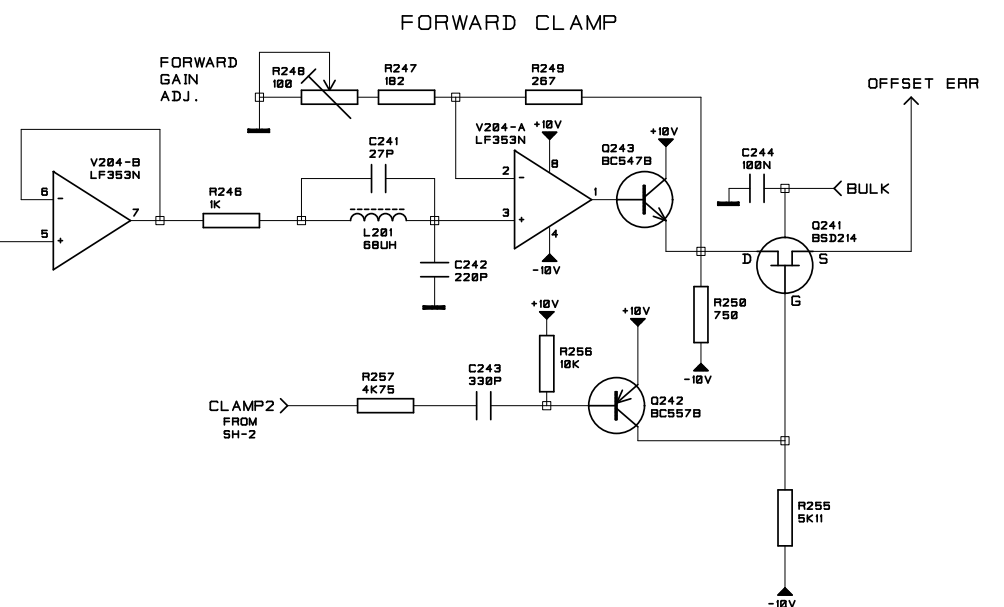 FORWARD CLAMP
FORWARD
GAIN
ADJ.
R248
100
R247
182
R249
267
OFFSET ERR
V204-B
LF353N
6
-
5
+
7
R246
1K
C241
27P
L201
68UH
C242
220P
V204-A
LF353N
+10V
8
2
-
3
+
1
4
-10V
Q243
BC547B
+10V
C244
100N
BULK
Q241
BSD214
D
S
G
R250
750
-10V
CLAMP2
FROM
SH-2
R257
4K75
C243
330P
+10V
R256
10K
+10V
Q242
BC557B
R255
5K11
-10V